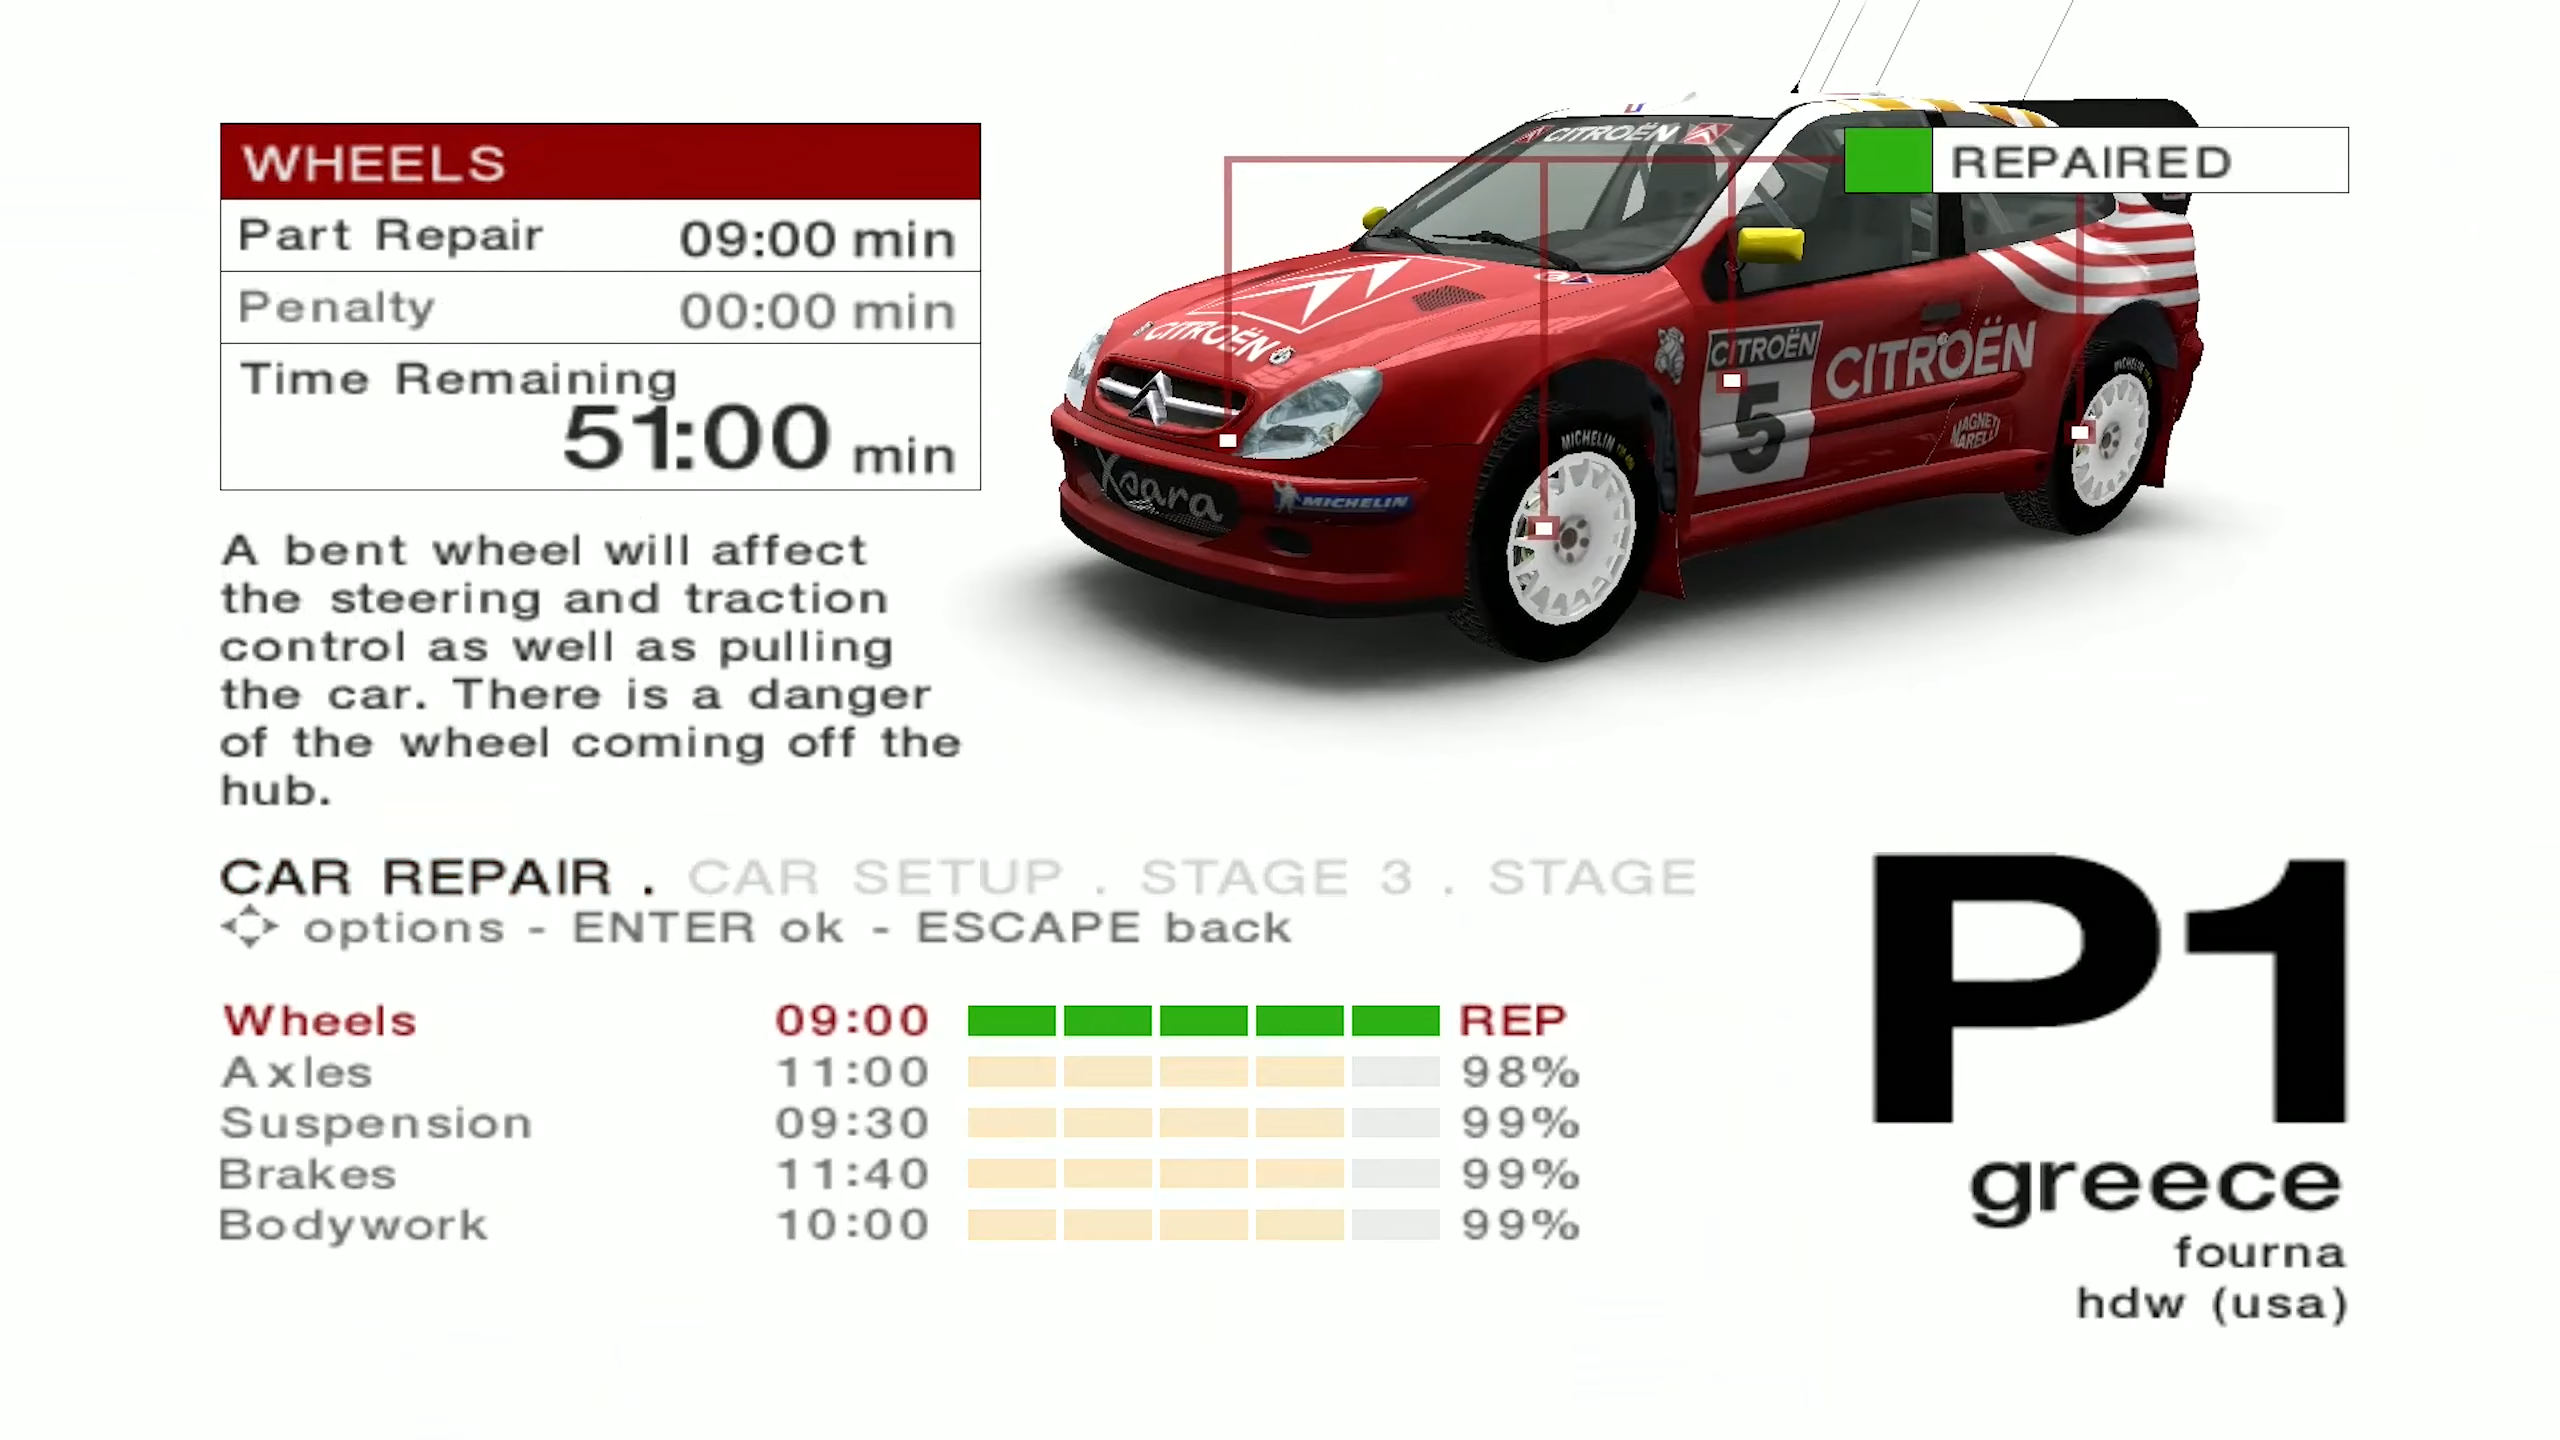 WHEELS
Part Repair 09:00 min
Penalty 00:00 min
Time Remaining
51:00 min
A bent wheel will affect
the steering and traction
control as well as pulling
the car. There is a danger
of the wheel coming off the
hub.
CITROËN
REPAIRED
CITROËN
CITROËN
5
CITROËN
MAGNETI
MARELLI
MICHELIN
MICHELIN
Xsara
MICHELIN
CAR REPAIR . CAR SETUP . STAGE 3 . STAGE
options - ENTER ok - ESCAPE back
Wheels 09:00 REP
Axles 11:00 98%
Suspension 09:30 99%
Brakes 11:40 99%
Bodywork 10:00 99%
P1
greece
fourna
hdw (usa)